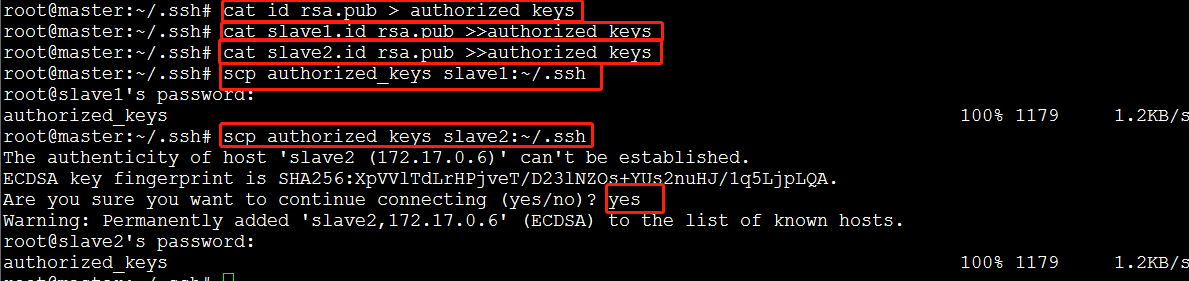 root@master:~/.ssh# cat id rsa.pub > authorized keys
root@master:~/.ssh# cat slave1.id rsa.pub >>authorized keys
root@master:~/.ssh# cat slave2.id rsa.pub >>authorized keys
root@master:~/.ssh# scp authorized_keys slave1:~/.ssh
root@slave1's password:
authorized_keys 100% 1179 1.2KB/s
root@master:~/.ssh# scp authorized keys slave2:~/.ssh
The authenticity of host 'slave2 (172.17.0.6)' can't be established.
ECDSA key fingerprint is SHA256:XpVVlTdLrHPjveT/D23lNZOs+YUs2nuHJ/1q5LjpLQA.
Are you sure you want to continue connecting (yes/no)? yes
Warning: Permanently added 'slave2,172.17.0.6' (ECDSA) to the list of known hosts.
root@slave2's password:
authorized_keys 100% 1179 1.2KB/s